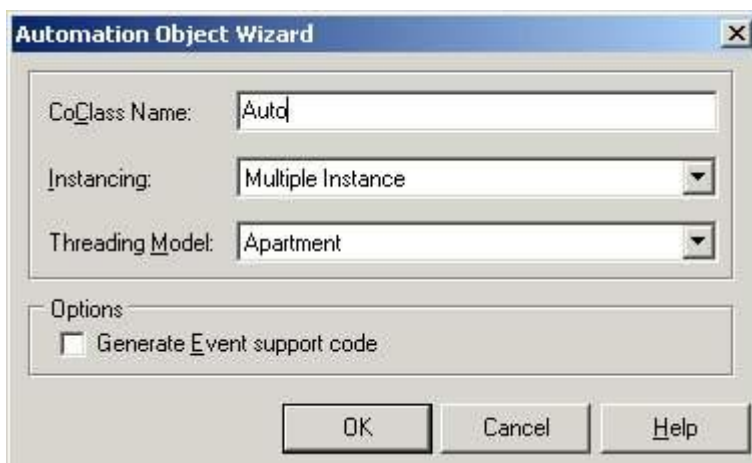 Automation Object Wizard
CoClass Name: Auto
Instancing: Multiple Instance
Threading Model: Apartment
Options
Generate Event support code
OK Cancel Help